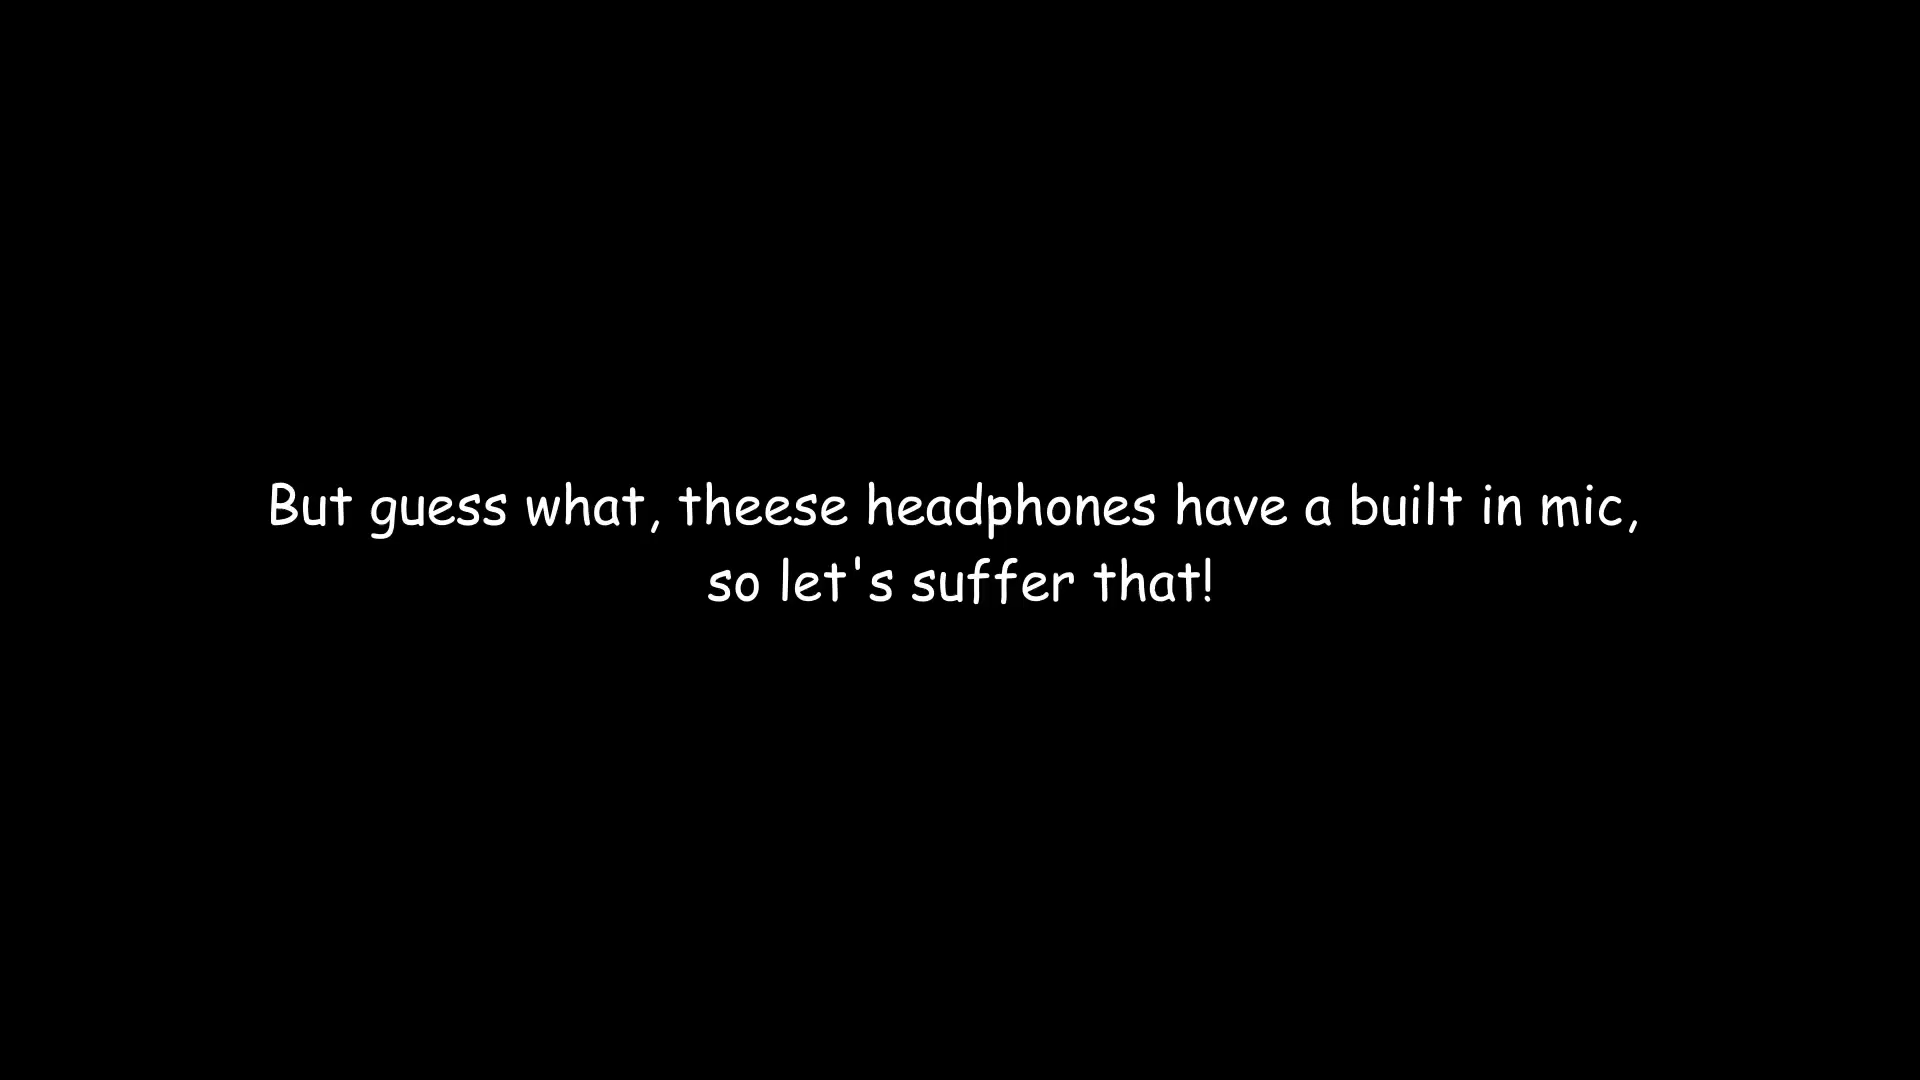 But guess what, theese headphones have a built in mic,
so let's suffer that!